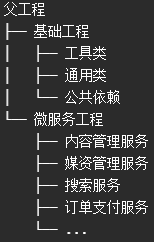 父工程
├── 基础工程
│   ├── 工具类
│   ├── 通用类
│   └── 公共依赖
└── 微服务工程
    ├── 内容管理服务
    ├── 媒资管理服务
    ├── 搜索服务
    ├── 订单支付服务
    └── ...